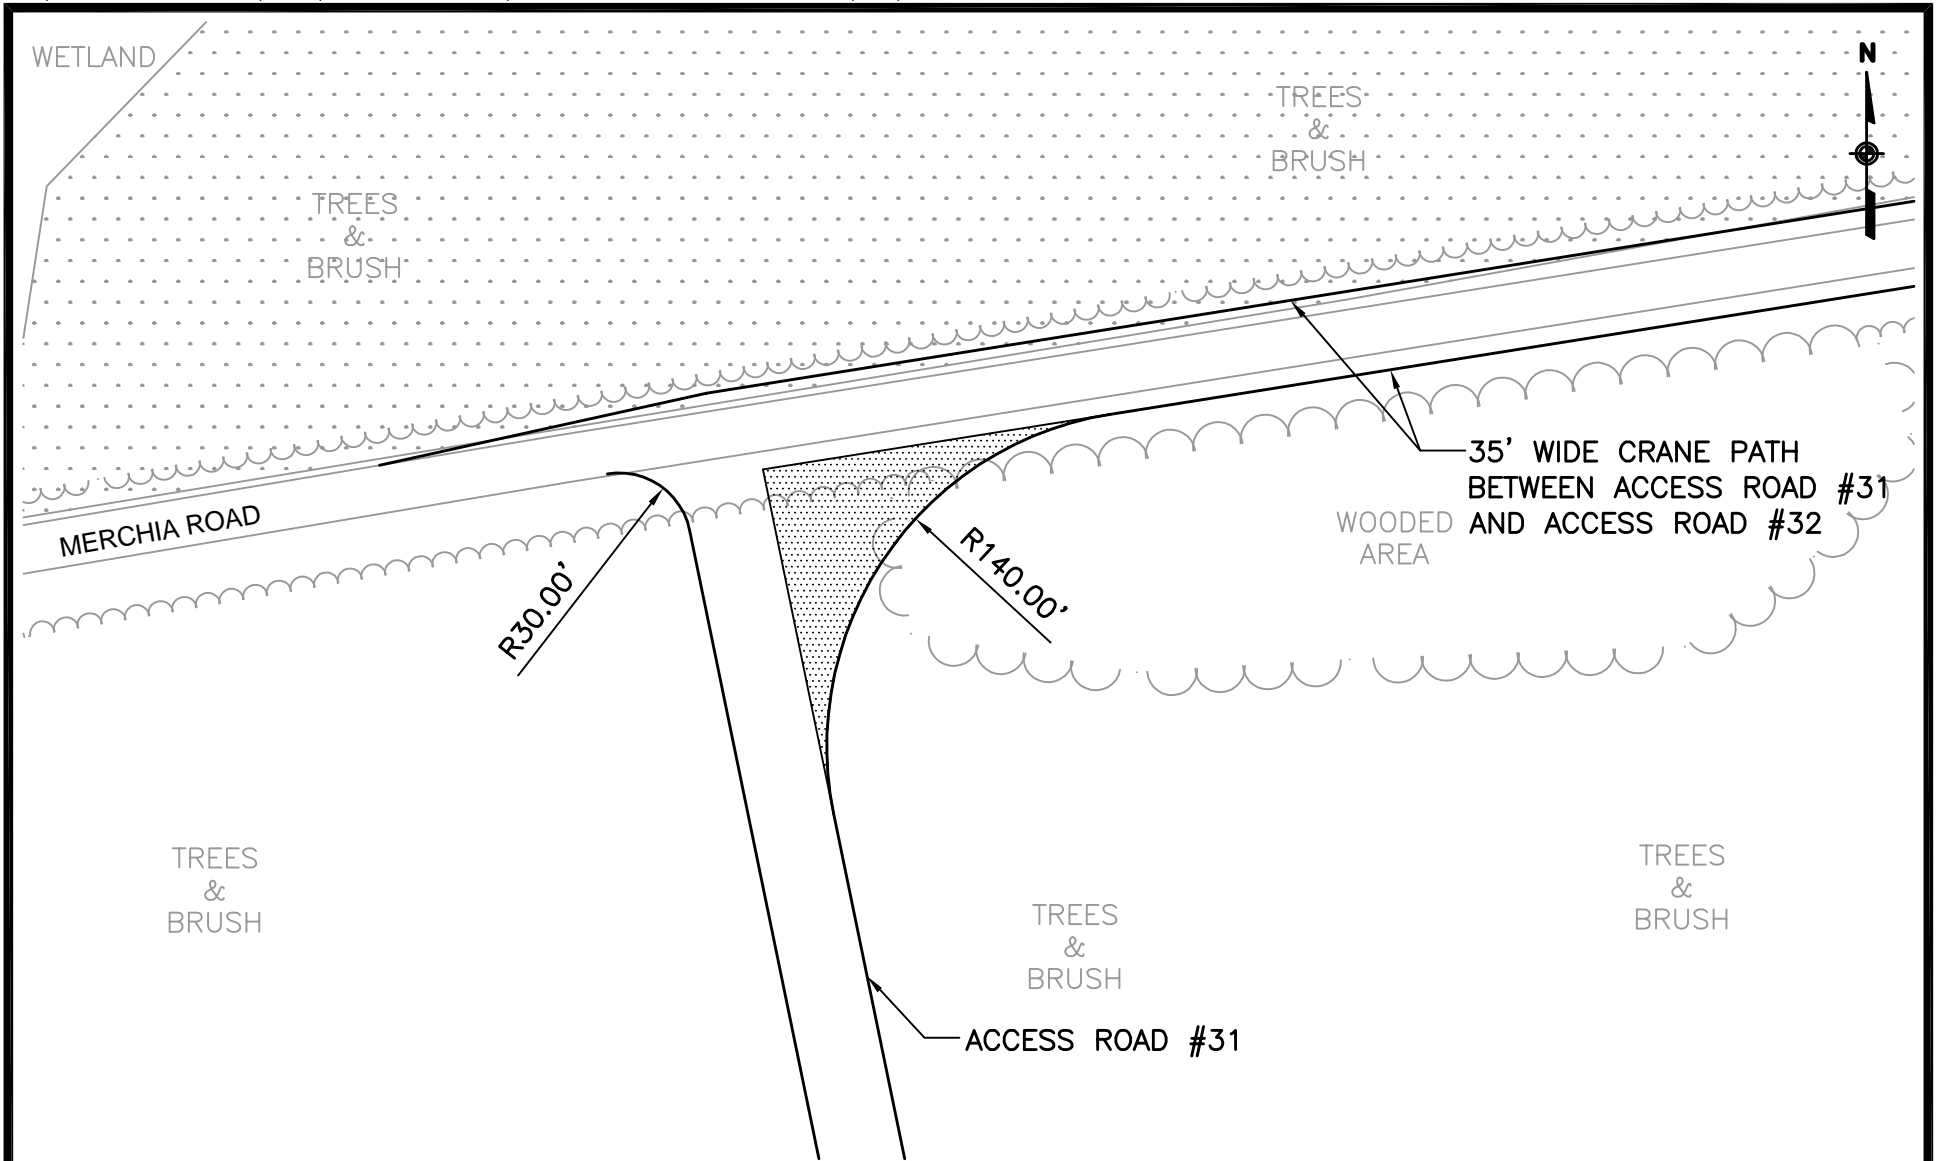 WETLAND
N
TREES
&
BRUSH
TREES
&
BRUSH
MERCHIA ROAD
R30.00'
R140.00'
35' WIDE CRANE PATH
BETWEEN ACCESS ROAD #31
AND ACCESS ROAD #32
WOODED
AREA
TREES
&
BRUSH
TREES
&
BRUSH
TREES
&
BRUSH
ACCESS ROAD #31